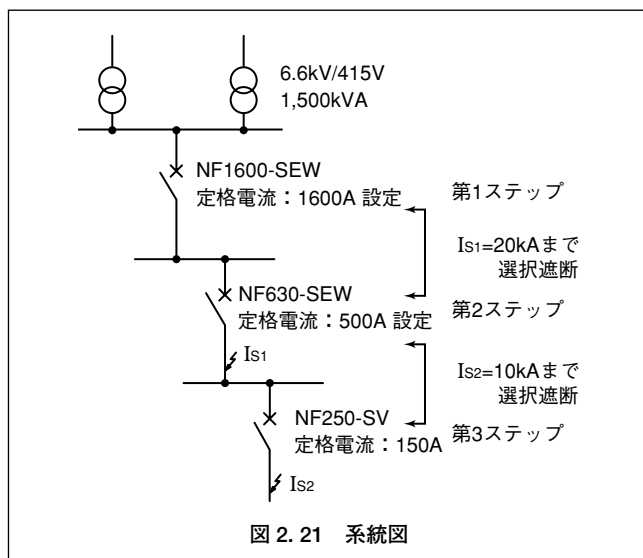 6.6kV/415V
1,500kVA
NF1600-SEW
定格電流：1600A 設定
第1ステップ
IS1=20kAまで
選択遮断
NF630-SEW
定格電流：500A 設定
第2ステップ
IS1
IS2=10kAまで
選択遮断
NF250-SV
定格電流：150A
第3ステップ
IS2
図 2. 21 系統図